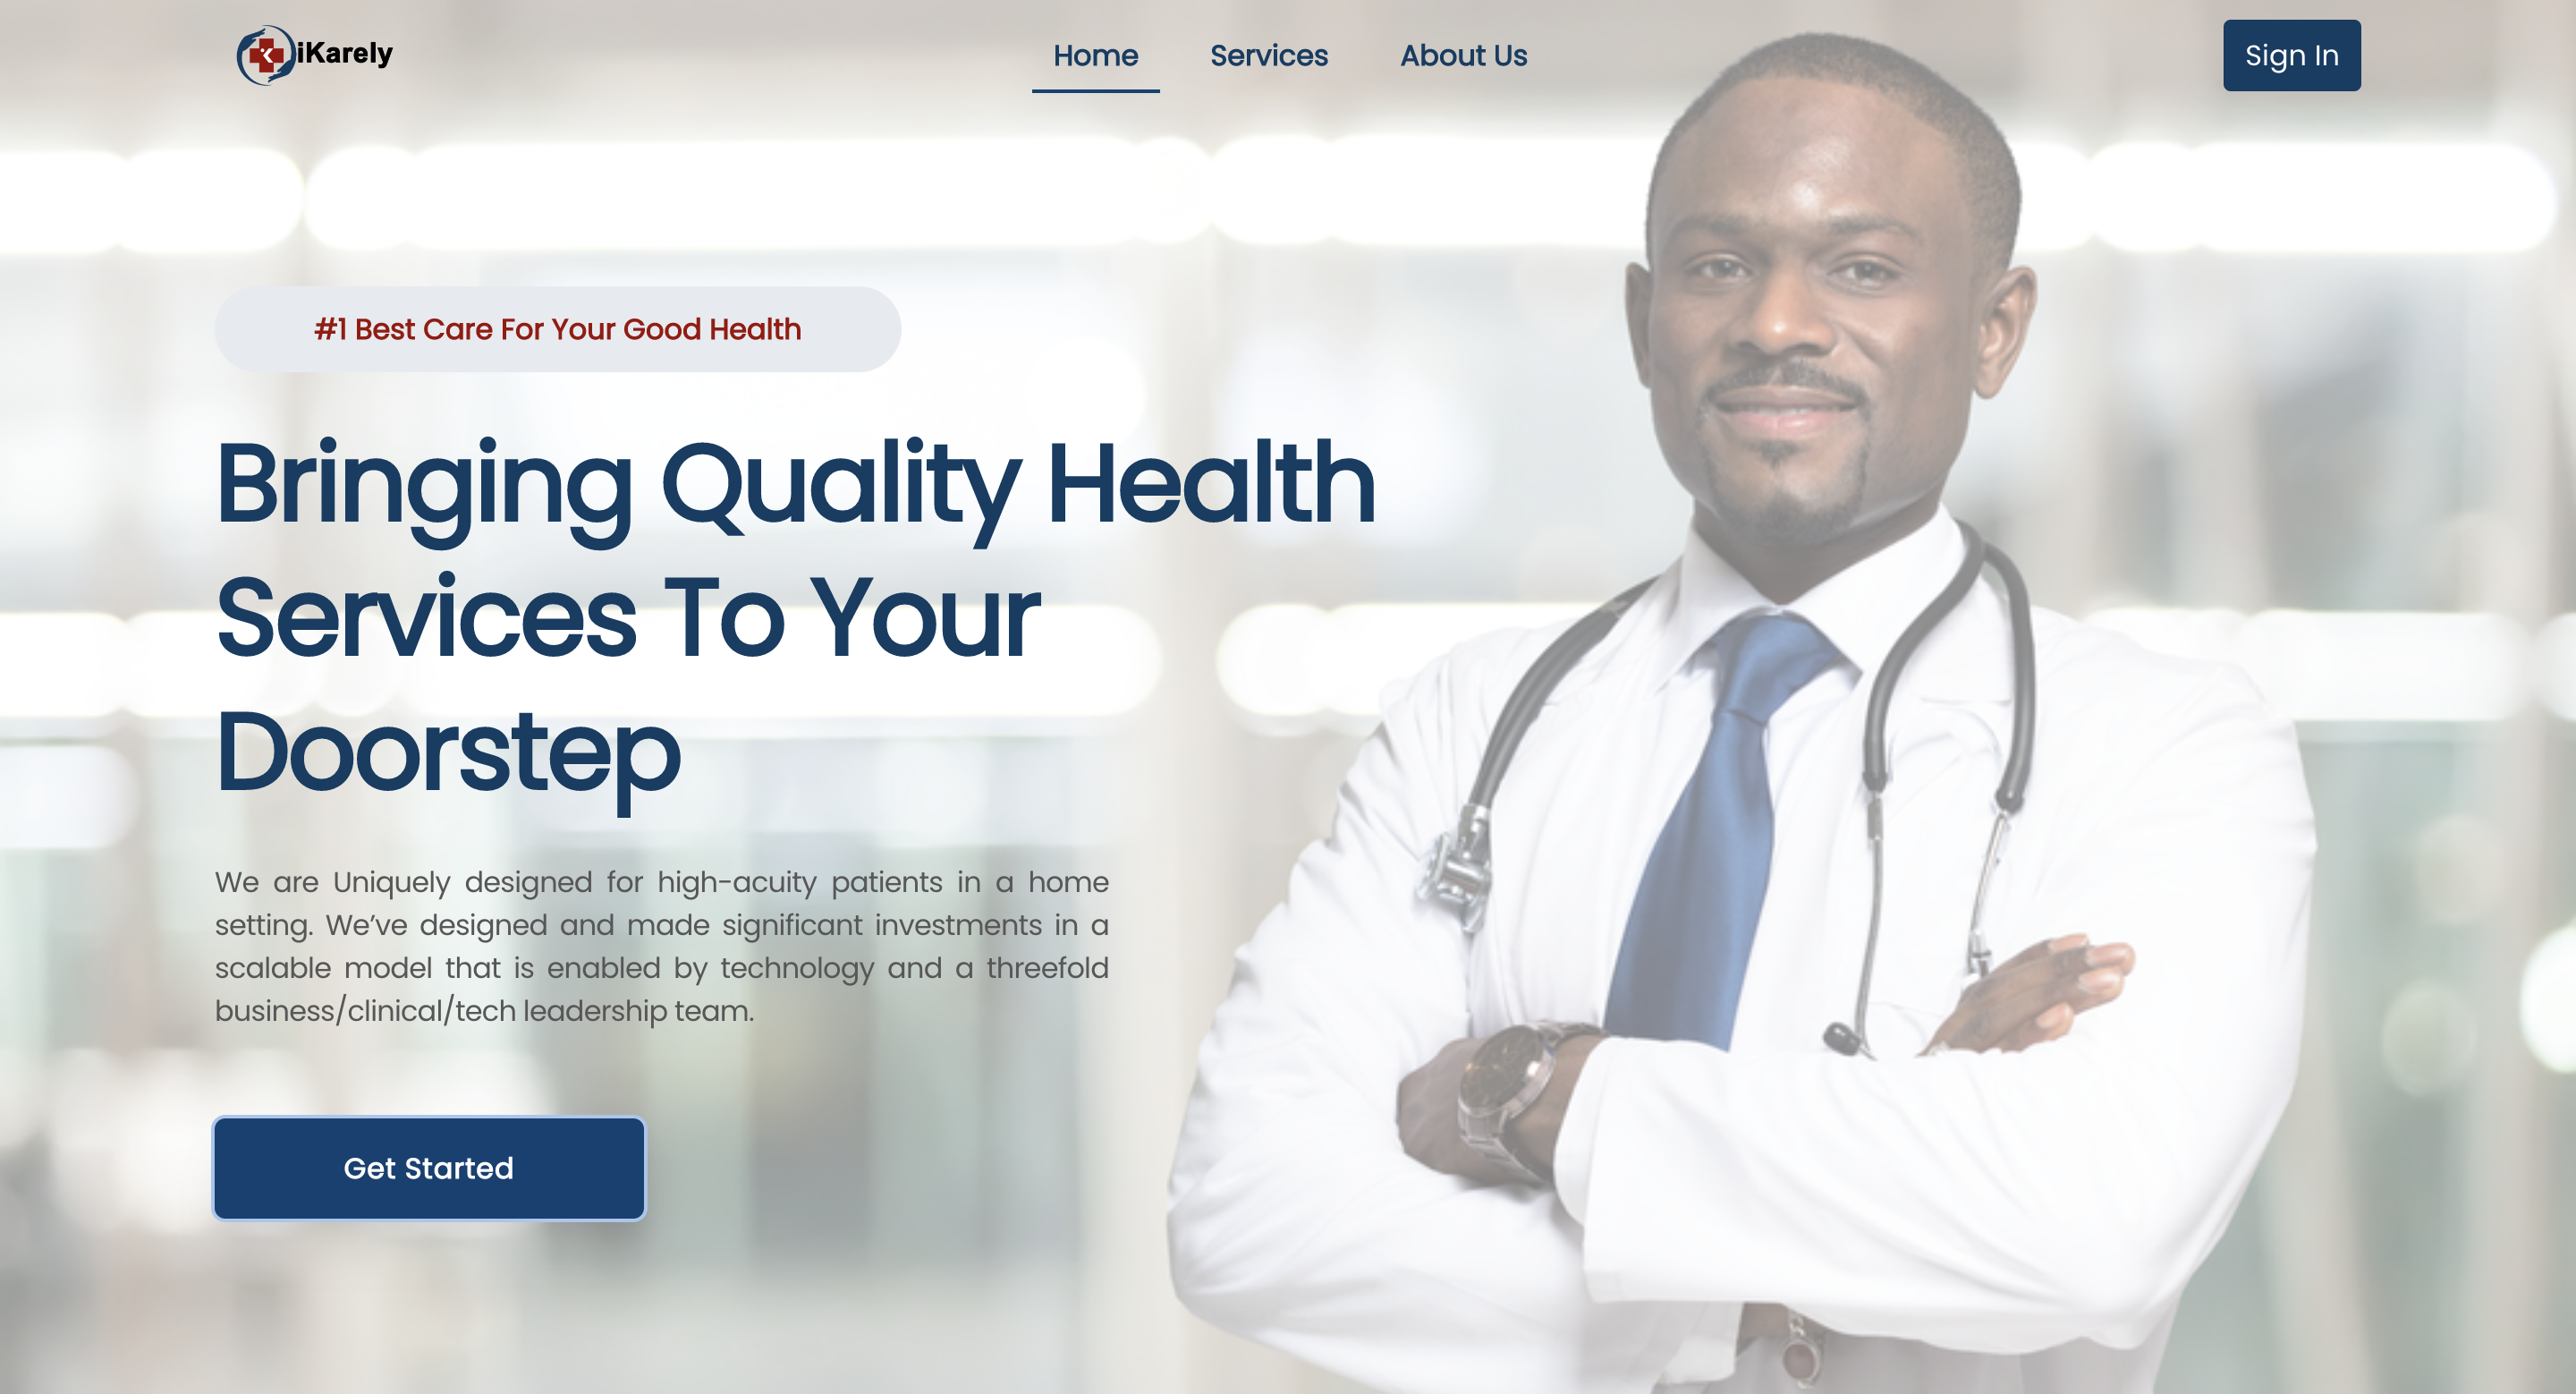 iKarely
Home
Services
About Us
Sign In
#1 Best Care For Your Good Health
Bringing Quality Health
Services To Your
Doorstep
We are Uniquely designed for high-acuity patients in a home
setting. We’ve designed and made significant investments in a
scalable model that is enabled by technology and a threefold
business/clinical/tech leadership team.
Get Started